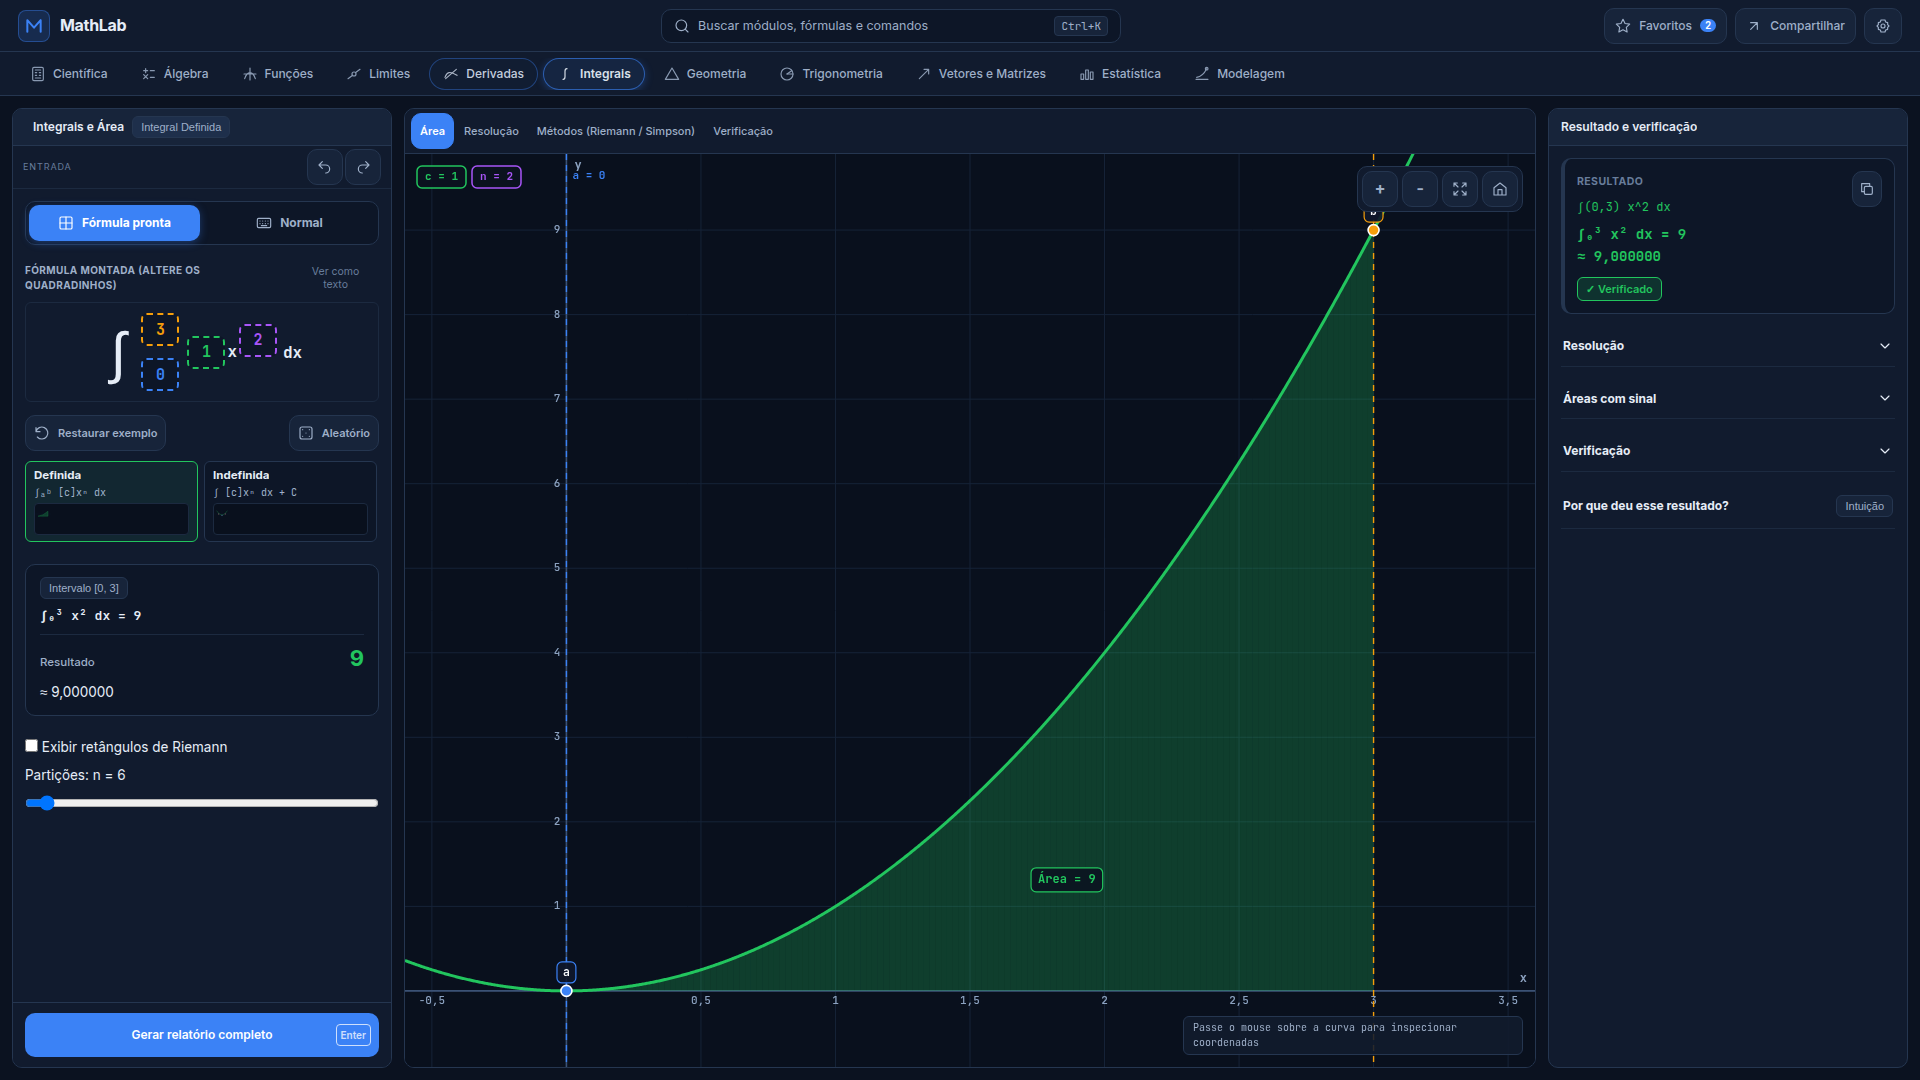 MathLab
Buscar módulos, fórmulas e comandos
Ctrl+K
Favoritos 2
Compartilhar
Científica
Álgebra
Funções
Limites
Derivadas
Integrais
Geometria
Trigonometria
Vetores e Matrizes
Estatística
Modelagem
Integrais e Área
Integral Definida
ENTRADA
Fórmula pronta
Normal
FÓRMULA MONTADA (ALTERE OS
QUADRADINHOS)
Ver como
texto
∫ 3 0 1 x 2 dx
Restaurar exemplo
Aleatório
Definida
∫ₐᵇ [c]xⁿ dx
Indefinida
∫ [c]xⁿ dx + C
Intervalo [0, 3]
∫₀³ x² dx = 9
Resultado
9
≈ 9,000000
Exibir retângulos de Riemann
Partições: n = 6
Gerar relatório completo
Enter
Área
Resolução
Métodos (Riemann / Simpson)
Verificação
c = 1
n = 2
y
a = 0
+
-
9
8
7
6
5
4
3
2
1
Área = 9
a
x
-0,5
0,5
1
1,5
2
2,5
3
3,5
Passe o mouse sobre a curva para inspecionar
coordenadas
Resultado e verificação
RESULTADO
∫(0,3) x^2 dx
∫₀³ x² dx = 9
≈ 9,000000
✓ Verificado
Resolução
Áreas com sinal
Verificação
Por que deu esse resultado?
Intuição